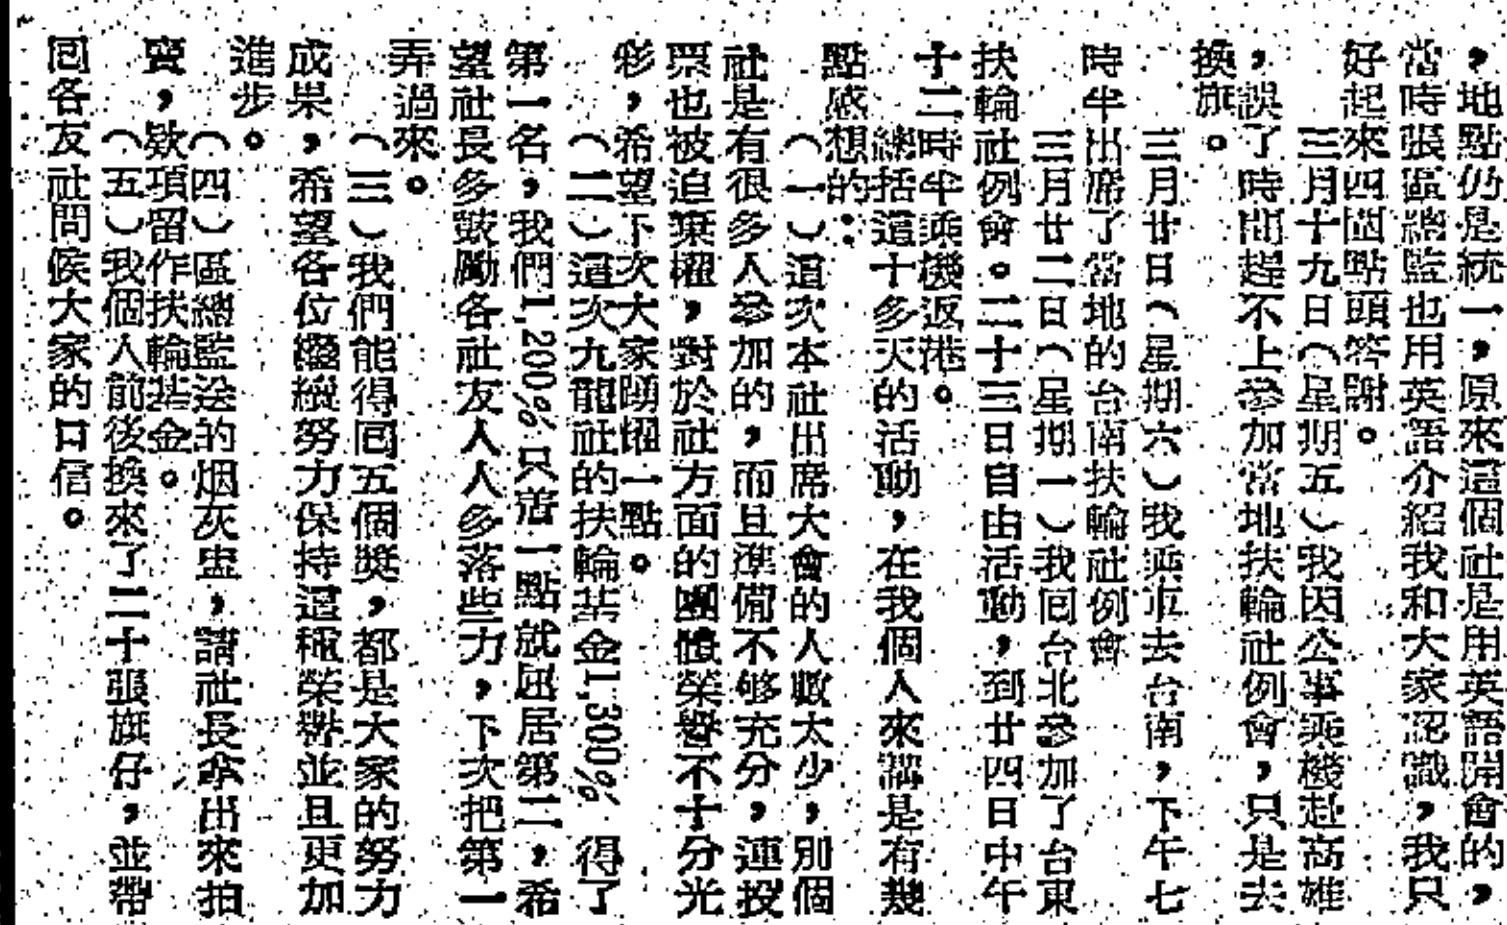 ，地點仍是統一，原來這個社是用英語開會的，
當時張區總監也用英語介紹我和大家認識，我只
好起來四圍點頭答謝。
三月十九日（星期五）我因公事乘機赴高雄
，誤了時間趕不上參加當地扶輪社例會，只是去
換旗。
三月廿日（星期六）我乘車去台南，下午七
時半出席了當地的台南扶輪社例會
三月廿二日（星期一）我囘台北參加了台東
扶輪社例會。二十三日自由活動，到廿四日中午
十二時半乘機返港。
總括這十多天的活動，在我個人來講是有幾
點感想的：
（一）這次本社出席大會的人數太少，別個
社是有很多人參加的，而且準備不够充分，連投
票也被迫棄權，對於社方面的團體榮譽不十分光
彩，希望下次大家踴躍一點。
（二）這次九龍社的扶輪基金1,300% 得了
第一名，我們1,200%只差一點就屈居第二，希
望社長多鼓勵各社友人人多落些力，下次把第一
弄過來。
（三）我們能得囘五個獎，都是大家的努力
成果，希望各位繼續努力保持這種榮譽並且更加
進步。
（四）區總監送的烟灰盅，請社長拿出來拍
賣，欵項留作扶輪基金。
（五）我個人前後換來了二十張旗仔，並帶
囘各友社問候大家的口信。